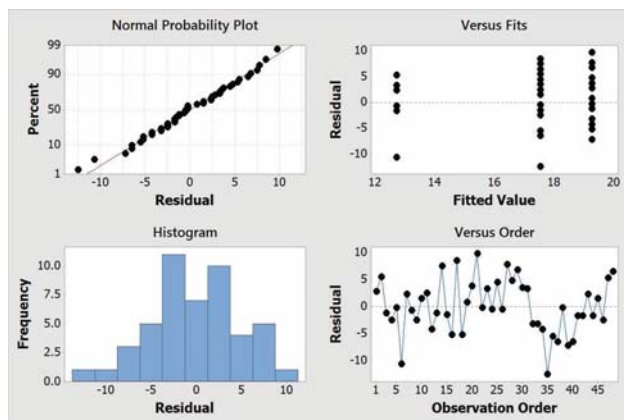 Normal Probability Plot
99
90
50
10
1
Percent
-10 -5 0 5 10
Residual
Versus Fits
10
5
0
-5
-10
Residual
12 14 16 18 20
Fitted Value
Histogram
10.0
7.5
5.0
2.5
0.0
Frequency
-10 -5 0 5 10
Residual
Versus Order
10
5
0
-5
-10
Residual
1 5 10 15 20 25 30 35 40 45
Observation Order